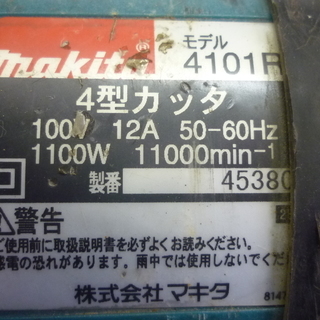 makita
モデル
4101R
4型カッタ
100V 12A 50-60Hz
1100W 11000min-1
製番 45380
警告
ご使用前に取扱説明書を必ずよくお読みください。
感電の恐れがあります。雨中では使用しないでくだ
株式会社 マキタ